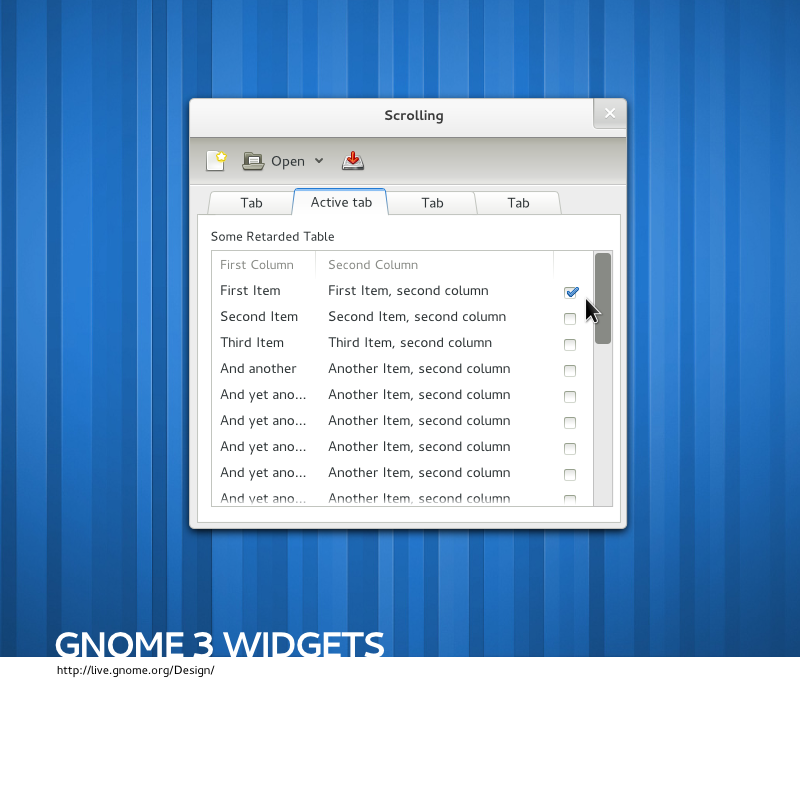 Scrolling
Open
Tab Active tab Tab Tab
Some Retarded Table
First Column Second Column
First Item First Item, second column
Second Item Second Item, second column
Third Item Third Item, second column
And another Another Item, second column
And yet ano... Another Item, second column
And yet ano... Another Item, second column
And yet ano... Another Item, second column
And yet ano... Another Item, second column
And yet ano... Another Item, second column
GNOME 3 WIDGETS
http://live.gnome.org/Design/